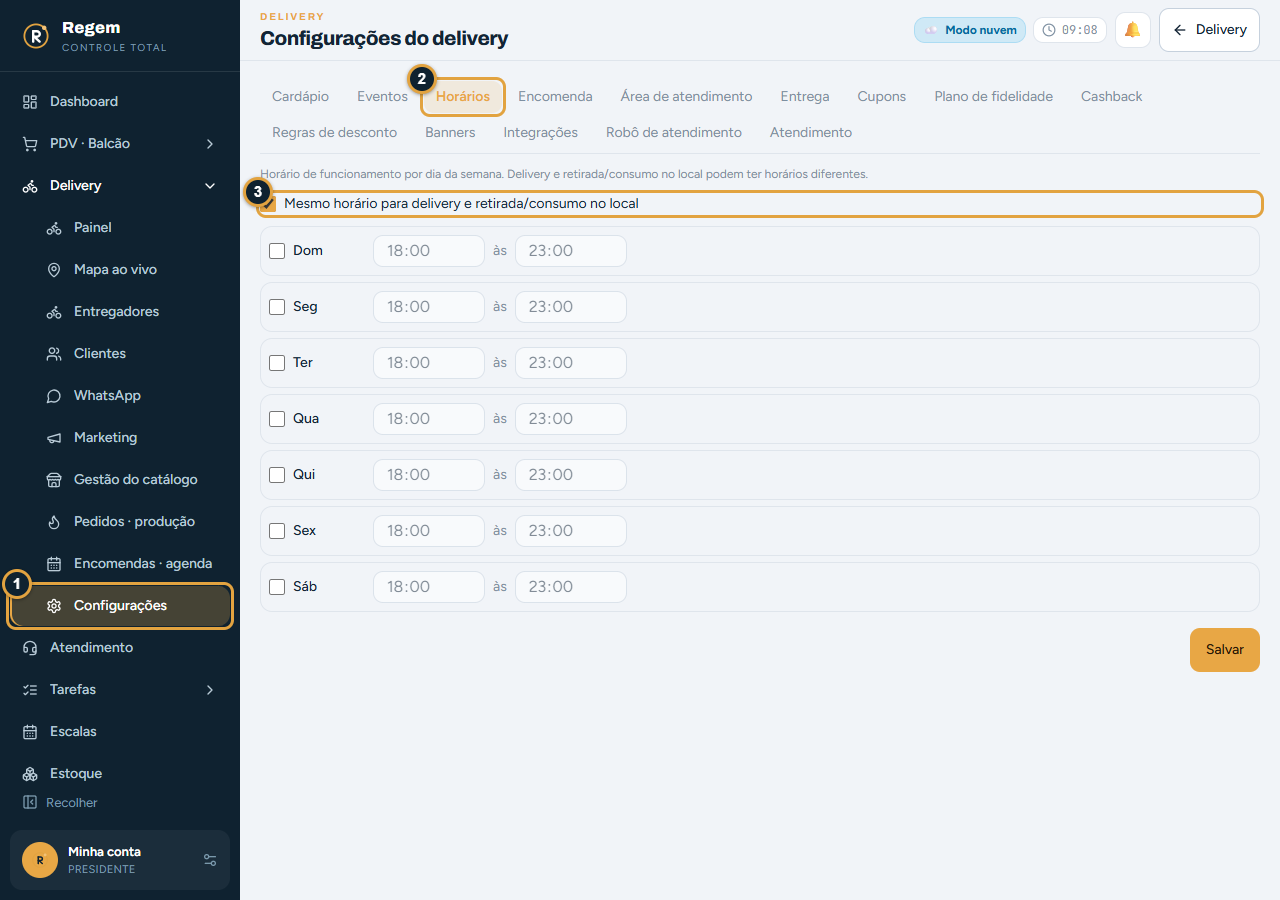 Regem
CONTROLE TOTAL
Dashboard
PDV · Balcão
Delivery
Painel
Mapa ao vivo
Entregadores
Clientes
WhatsApp
Marketing
Gestão do catálogo
Pedidos · produção
Encomendas · agenda
1
Configurações
Atendimento
Tarefas
Escalas
Estoque
Recolher
R
Minha conta
PRESIDENTE
DELIVERY
Configurações do delivery
Modo nuvem
09:08
Delivery
2
Cardápio Eventos Horários Encomenda Área de atendimento Entrega Cupons Plano de fidelidade Cashback
Regras de desconto Banners Integrações Robô de atendimento Atendimento
Horário de funcionamento por dia da semana. Delivery e retirada/consumo no local podem ter horários diferentes.
3
Mesmo horário para delivery e retirada/consumo no local
Dom 18:00 às 23:00
Seg 18:00 às 23:00
Ter 18:00 às 23:00
Qua 18:00 às 23:00
Qui 18:00 às 23:00
Sex 18:00 às 23:00
Sáb 18:00 às 23:00
Salvar